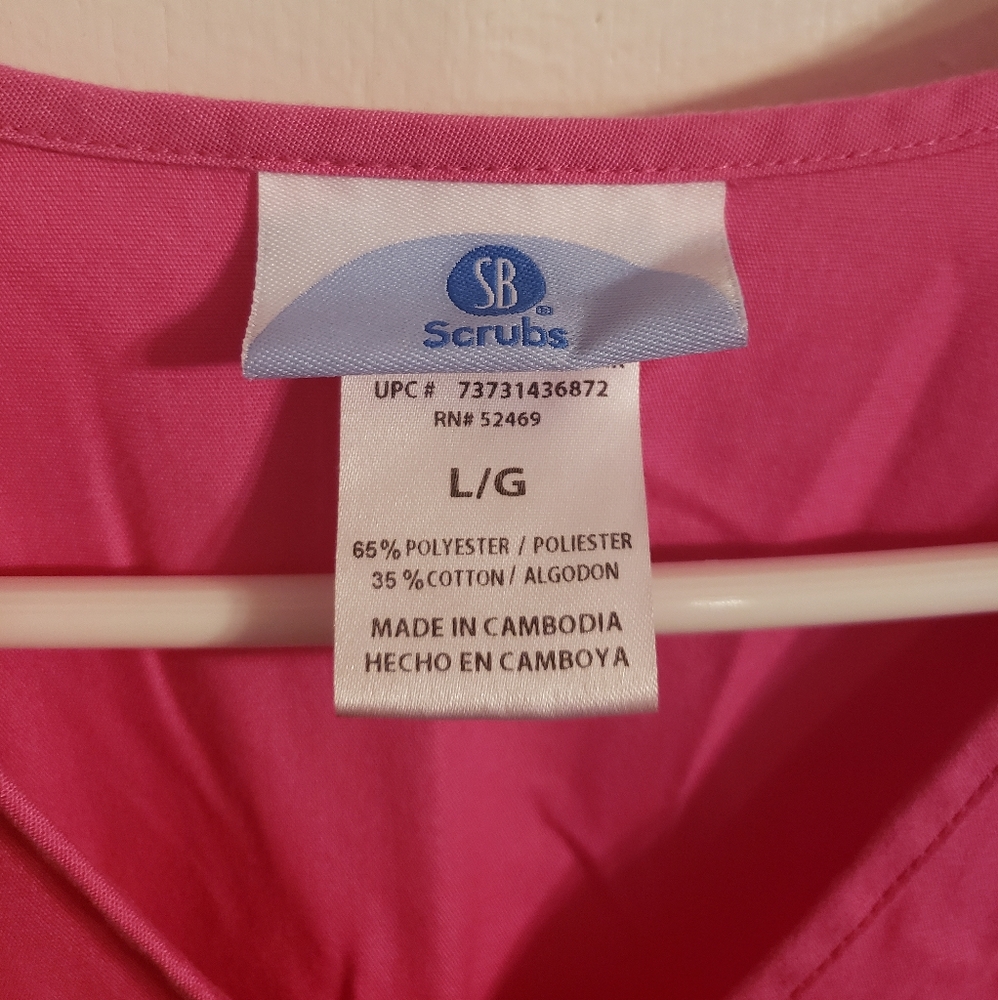 SB ®
Scrubs
UPC # 73731436872
RN# 52469
L/G
65% POLYESTER / POLIESTER
35 % COTTON / ALGODON
MADE IN CAMBODIA
HECHO EN CAMBOYA